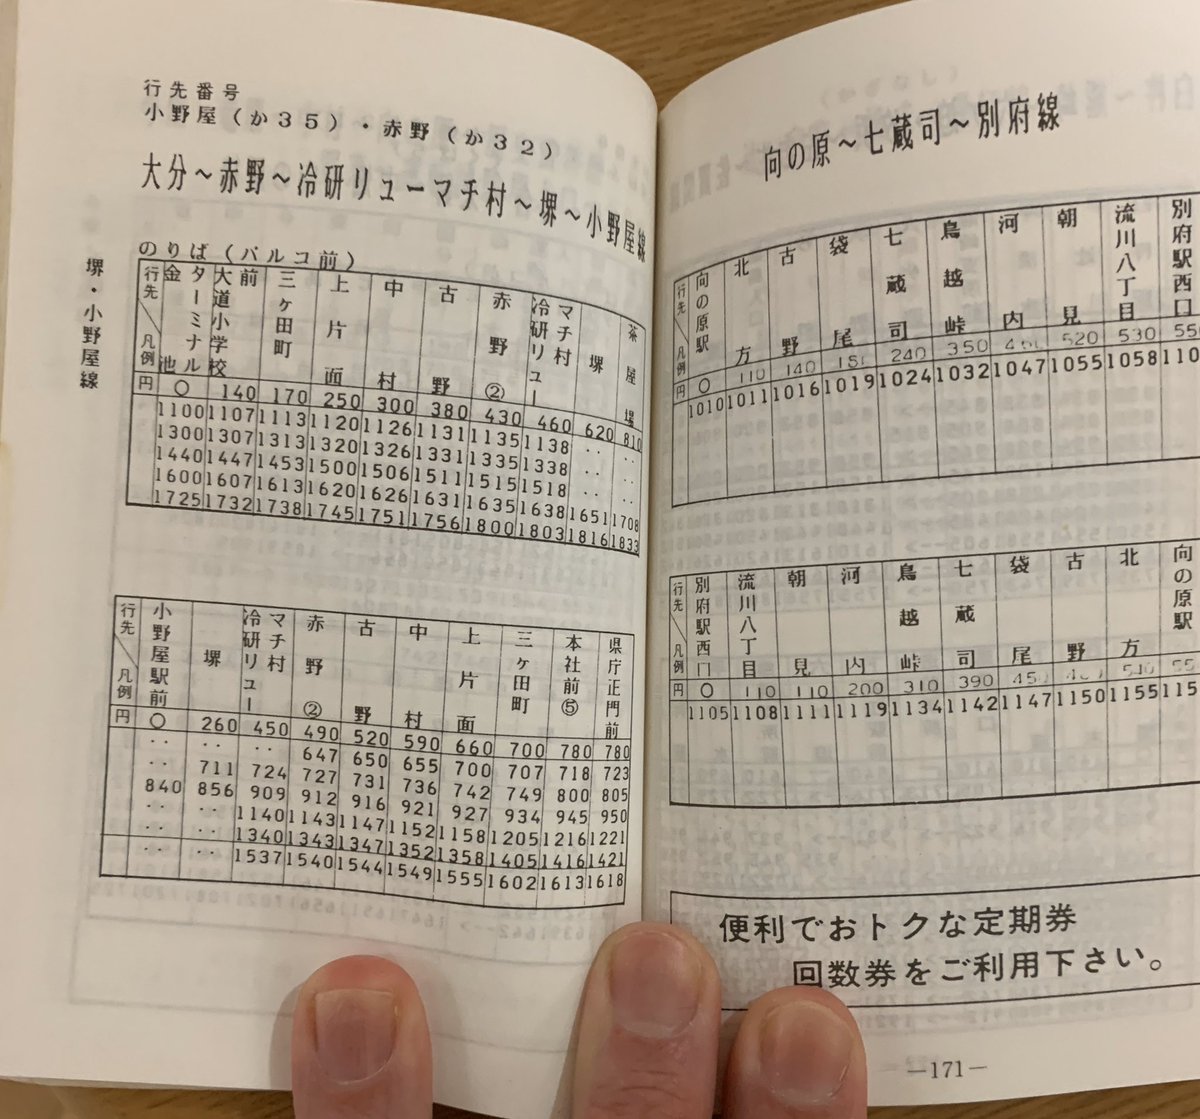 行先番号
小野屋(か35)・赤野(か32)
大分～赤野～冷研リューマチ村～堺～小野屋線
堺・小野屋線
のりば(パルコ前)
行先＼凡例 金池ターミナル 大道小学校前 三ヶ田町 上片面 中村 古野 赤野② 冷研リューマチ村 堺 茶屋場
円 〇 140 170 250 300 380 430 460 620 810
1100 1107 1113 1120 1126 1131 1135 1138 ‥ ‥
1300 1307 1313 1320 1326 1331 1335 1338 ‥ ‥
1440 1447 1453 1500 1506 1511 1515 1518 ‥ ‥
1600 1607 1613 1620 1626 1631 1635 1638 1651 1708
1725 1732 1738 1745 1751 1756 1800 1803 1816 1833
行先＼凡例 小野屋駅前 堺 冷研リューマチ村 赤野② 古野 中村 上片面 三ヶ田町 本社前⑤ 県庁正門前
円 〇 260 450 490 520 590 660 700 780 780
‥ ‥ ‥ 647 650 655 700 707 718 723
‥ 711 724 727 731 736 742 749 800 805
840 856 909 912 916 921 927 934 945 950
‥ ‥ 1140 1143 1147 1152 1158 1205 1216 1221
‥ ‥ 1340 1343 1347 1352 1358 1405 1416 1421
‥ ‥ 1537 1540 1544 1549 1555 1602 1613 1618
向の原～七蔵司～別府線
行先＼凡例 向の原駅 北方 古野 袋尾 七蔵司 鳥越峠 河内 朝見 流川八丁目 別府駅西口
円 〇 110 140 150 240 350 520 530
1010 1011 1016 1019 1024 1032 1047 1055 1058
行先＼凡例 別府駅西口 流川八丁目 朝見 河内 鳥越峠 七蔵司 袋尾 古野 北方 向の原駅
円 〇 110 110 200 310 390 450
1105 1108 1111 1119 1134 1142 1147 1150 1155
便利でおトクな定期券
回数券をご利用下さい。
—171—